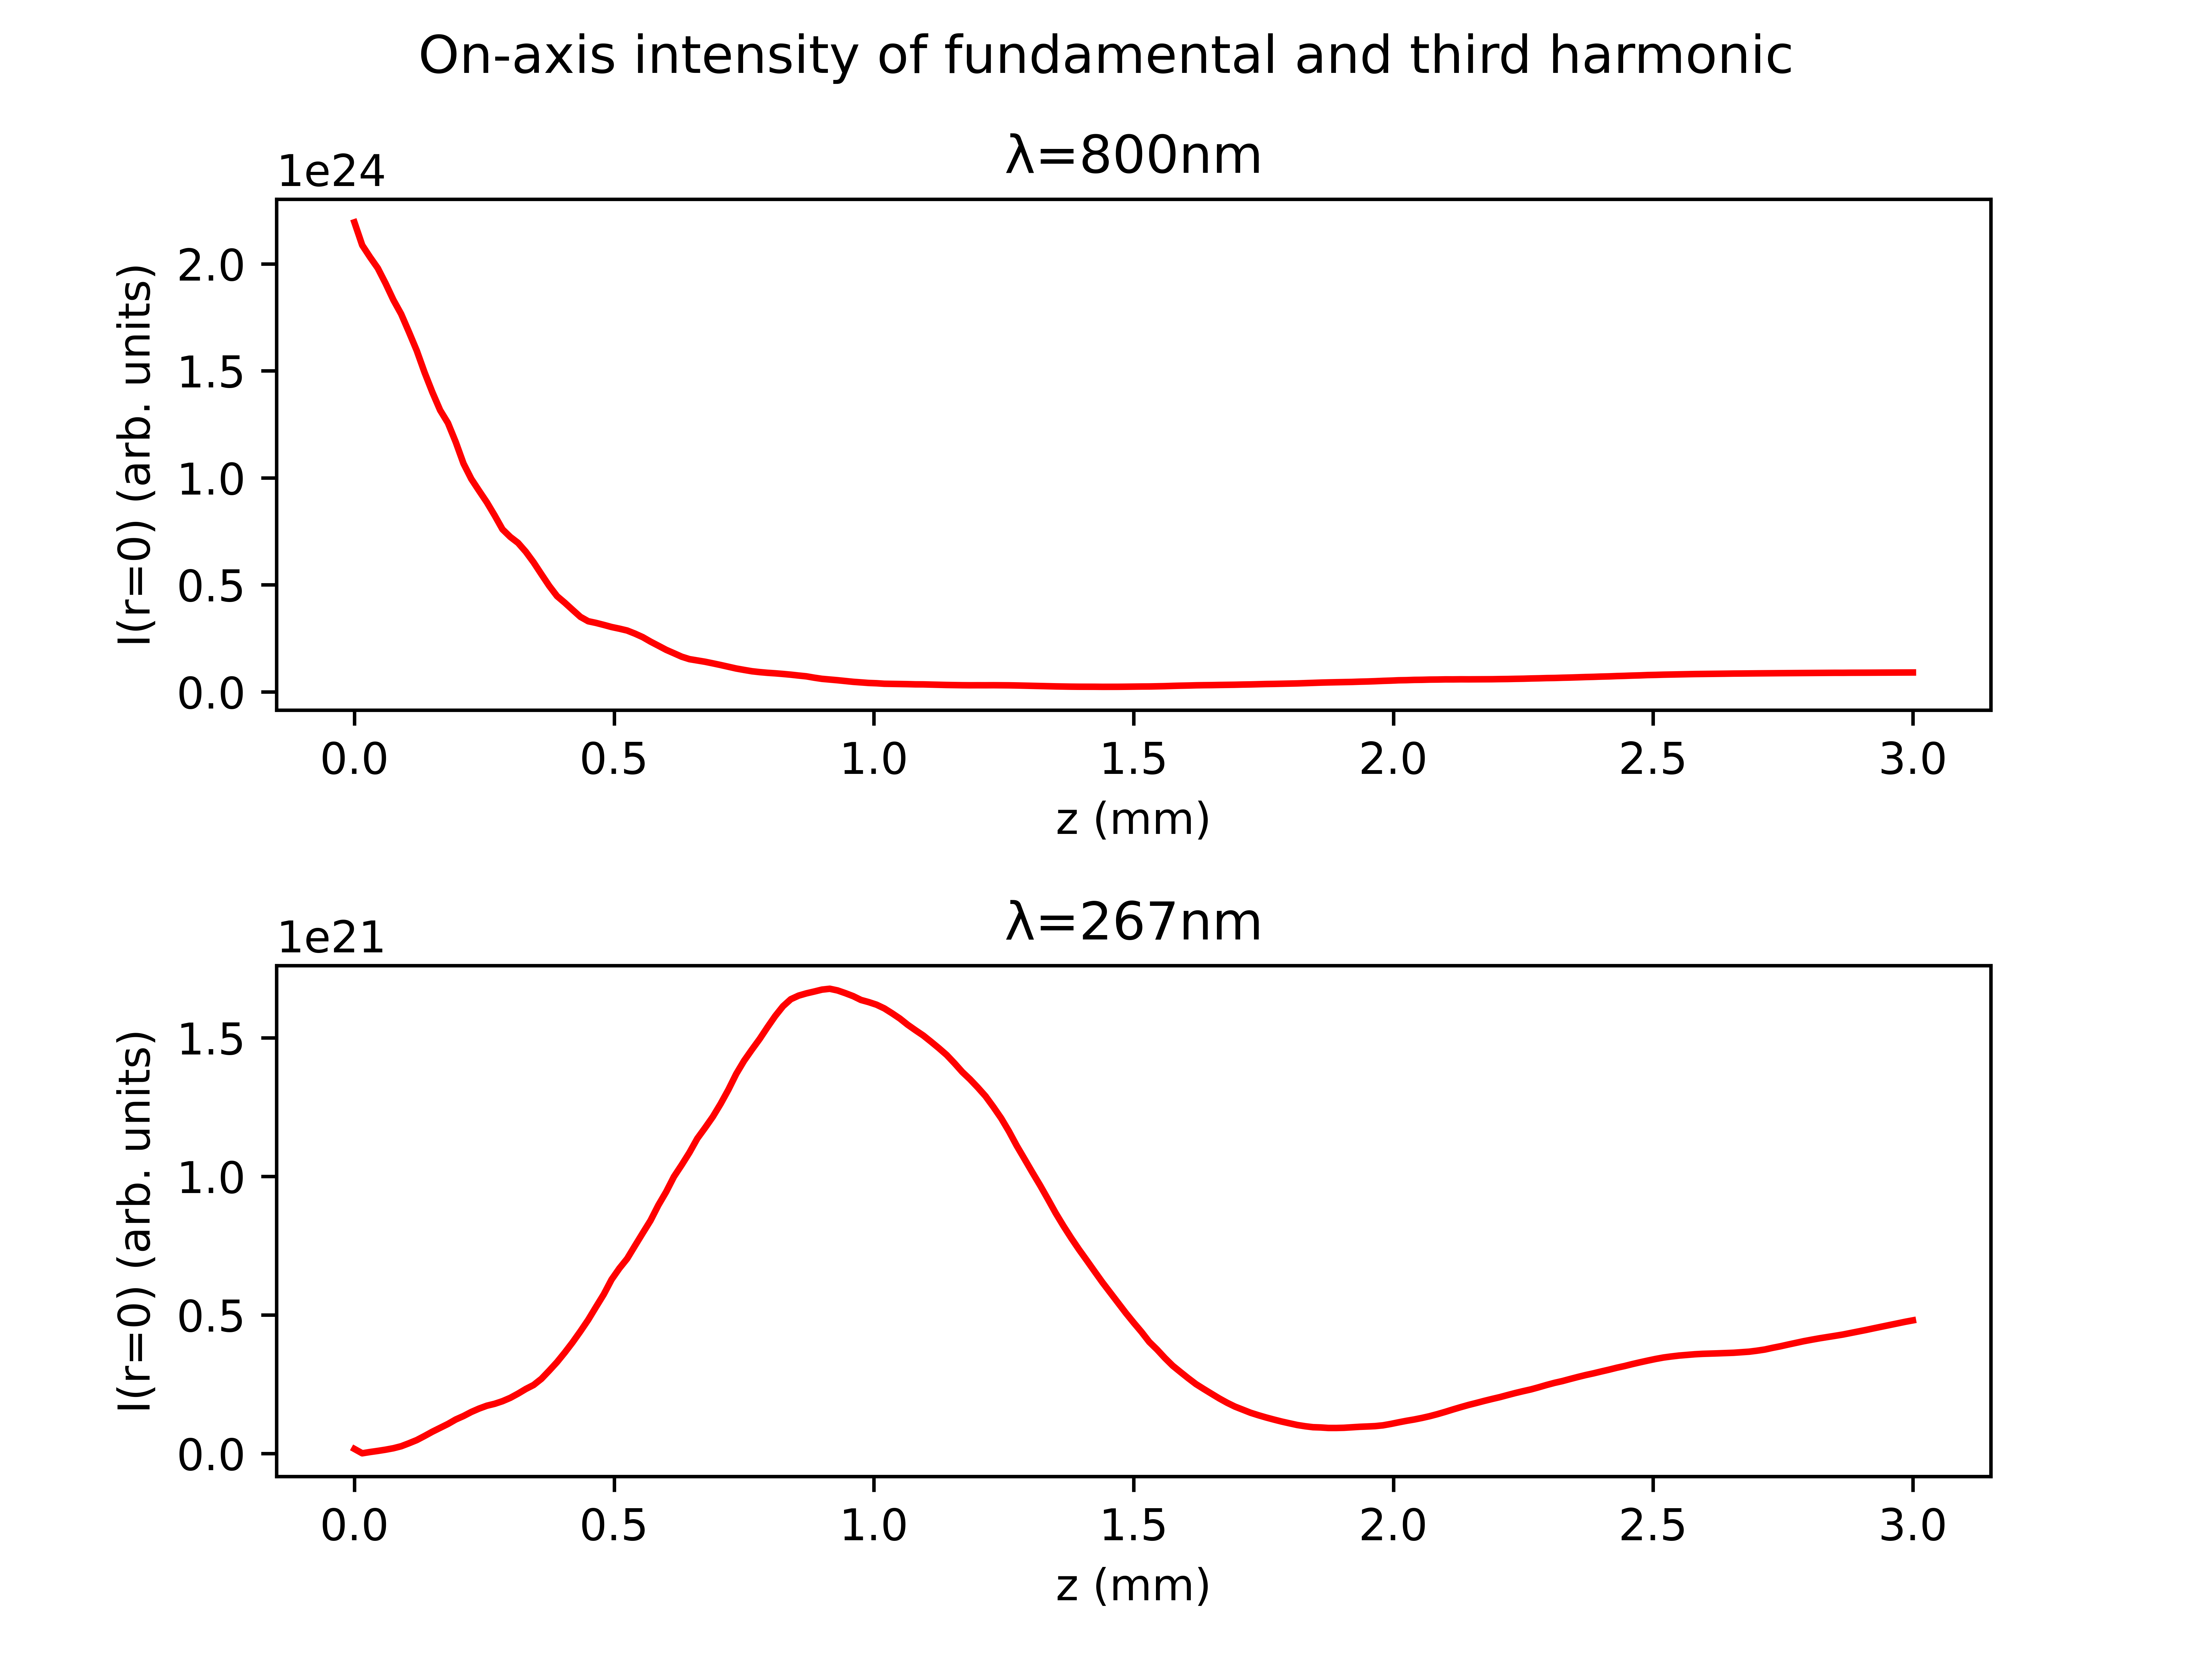 On-axis intensity of fundamental and third harmonic
λ=800nm
1e24
I(r=0) (arb. units)
2.0
1.5
1.0
0.5
0.0
0.0 0.5 1.0 1.5 2.0 2.5 3.0
z (mm)
λ=267nm
1e21
I(r=0) (arb. units)
1.5
1.0
0.5
0.0
0.0 0.5 1.0 1.5 2.0 2.5 3.0
z (mm)